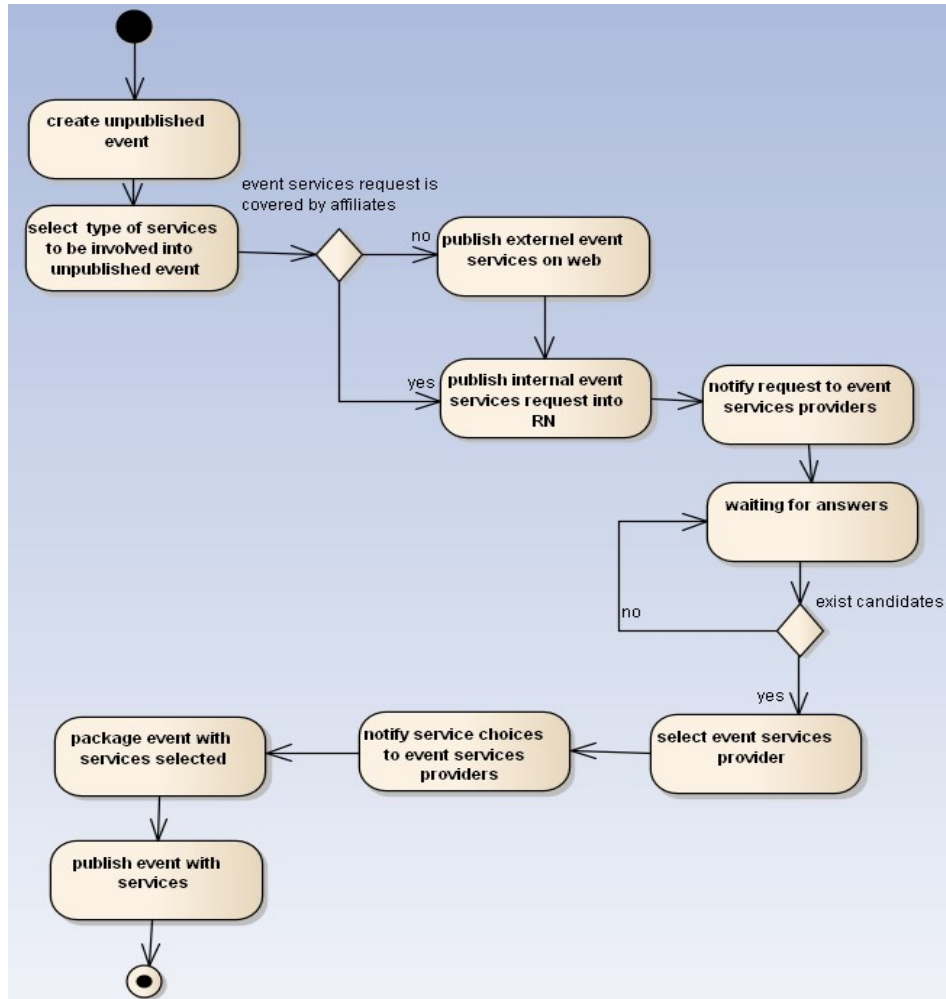 create unpublished
event
event services request is
covered by affiliates
select type of services
to be involved into
unpublished event
no
publish externel event
services on web
yes
publish internal event
services request into
RN
notify request to event
services providers
waiting for answers
exist candidates
no
yes
select event services
provider
notify service choices
to event services
providers
package event with
services selected
publish event with
services